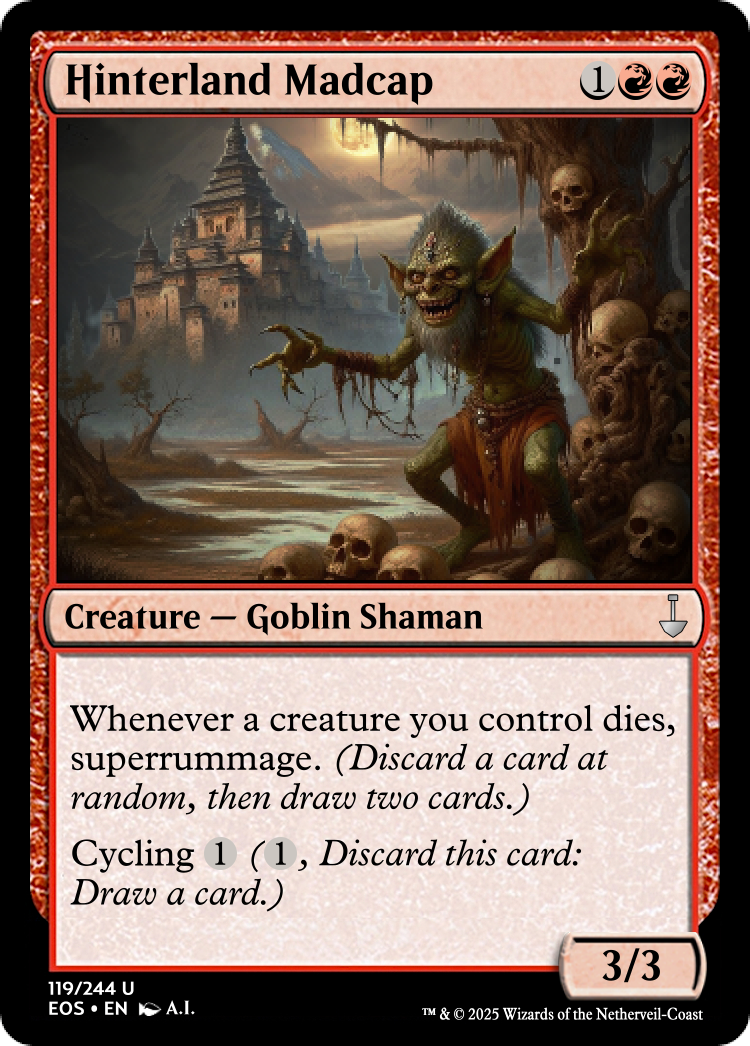 Hinterland Madcap 1
Creature — Goblin Shaman
Whenever a creature you control dies,
superrummage. (Discard a card at
random, then draw two cards.)
Cycling 1 (1, Discard this card:
Draw a card.)
3/3
119/244 U
EOS • EN A.I.
™ & © 2025 Wizards of the Netherveil-Coast